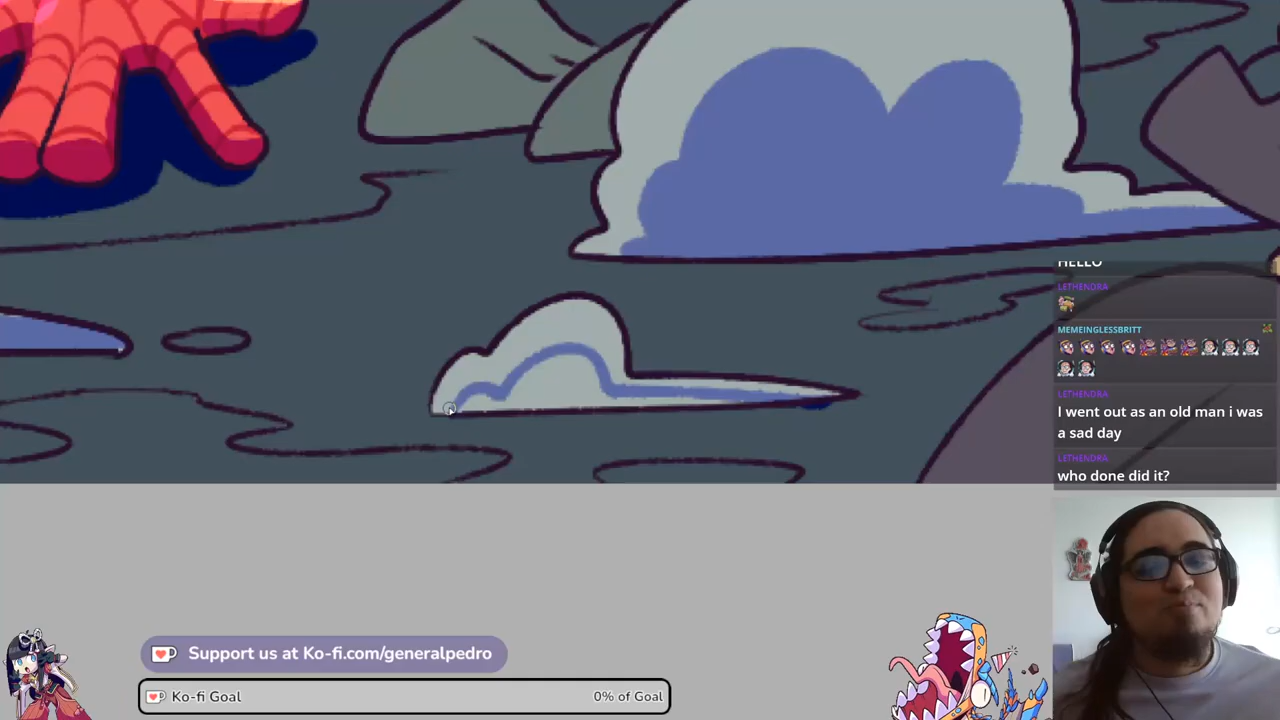 HELLO
LETHENDRA
MEMEINGLESSBRITT
LETHENDRA
I went out as an old man i was
a sad day
LETHENDRA
who done did it?
Support us at Ko-fi.com/generalpedro
Ko-fi Goal 0% of Goal